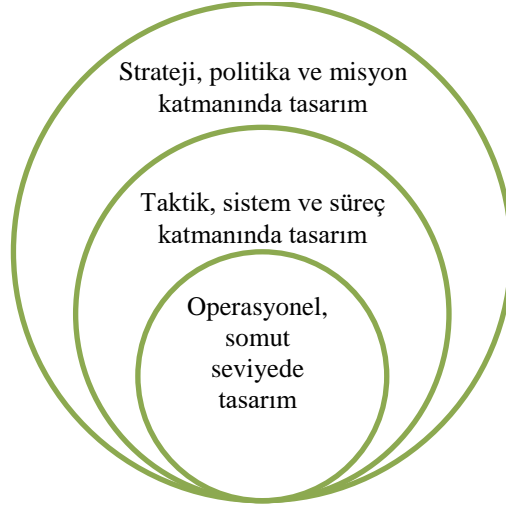 Strateji, politika ve misyon
katmanında tasarım
Taktik, sistem ve süreç
katmanında tasarım
Operasyonel,
somut
seviyede
tasarım